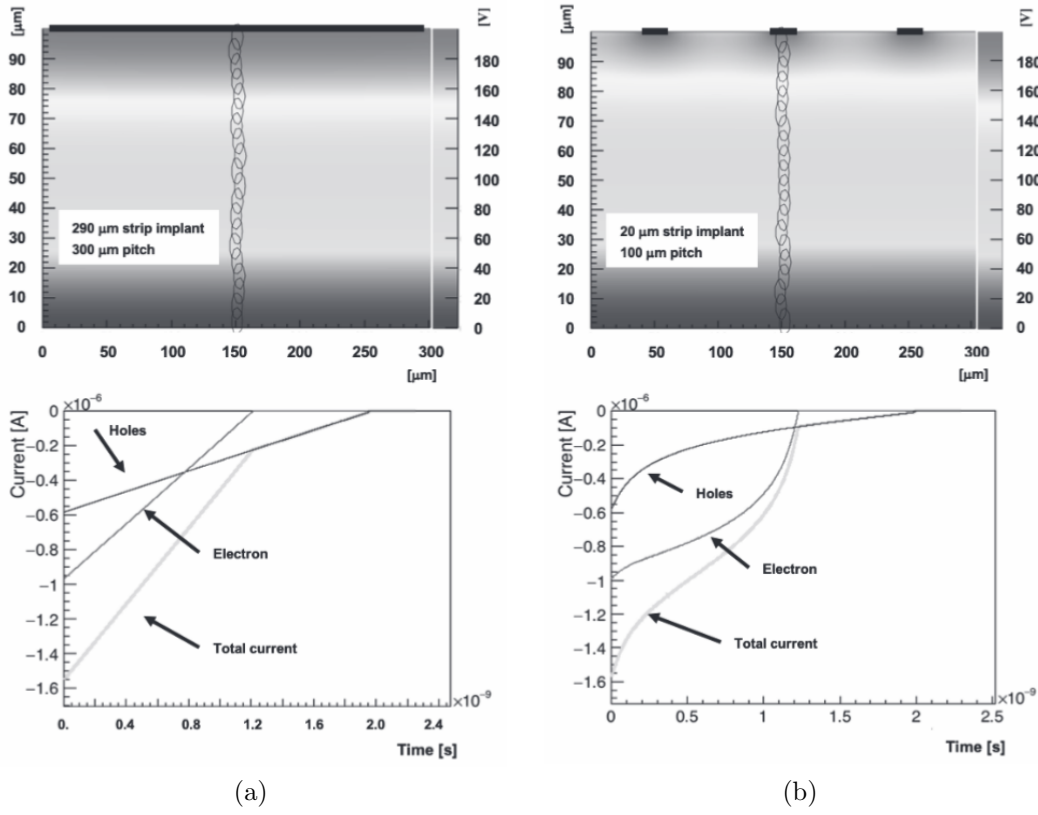 [μm]
[V]
90
80
70
60
50
40
30
20
10
0
180
160
140
120
100
80
60
40
20
0
290 μm strip implant
300 μm pitch
0 50 100 150 200 250 300
[μm]
[μm]
[V]
90
80
70
60
50
40
30
20
10
0
180
160
140
120
100
80
60
40
20
0
20 μm strip implant
100 μm pitch
0 50 100 150 200 250 300
[μm]
×10⁻⁶
Current [A]
0
−0.2
−0.4
−0.6
−0.8
−1
−1.2
−1.4
−1.6
Holes
Electron
Total current
×10⁻⁹
0. 0.4 0.8 1.2 1.6 2.0 2.4
Time [s]
×10⁻⁶
Current [A]
0
−0.2
−0.4
−0.6
−0.8
−1
−1.2
−1.4
−1.6
Holes
Electron
Total current
×10⁻⁹
0 0.5 1 1.5 2 2.5
Time [s]
(a)
(b)